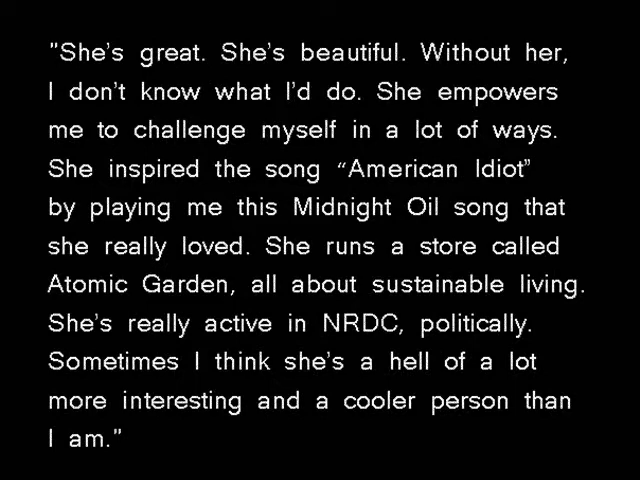 "She's great. She's beautiful. Without her,
I don't know what I'd do. She empowers
me to challenge myself in a lot of ways.
She inspired the song “American Idiot”
by playing me this Midnight Oil song that
she really loved. She runs a store called
Atomic Garden, all about sustainable living.
She's really active in NRDC, politically.
Sometimes I think she's a hell of a lot
more interesting and a cooler person than
I am."